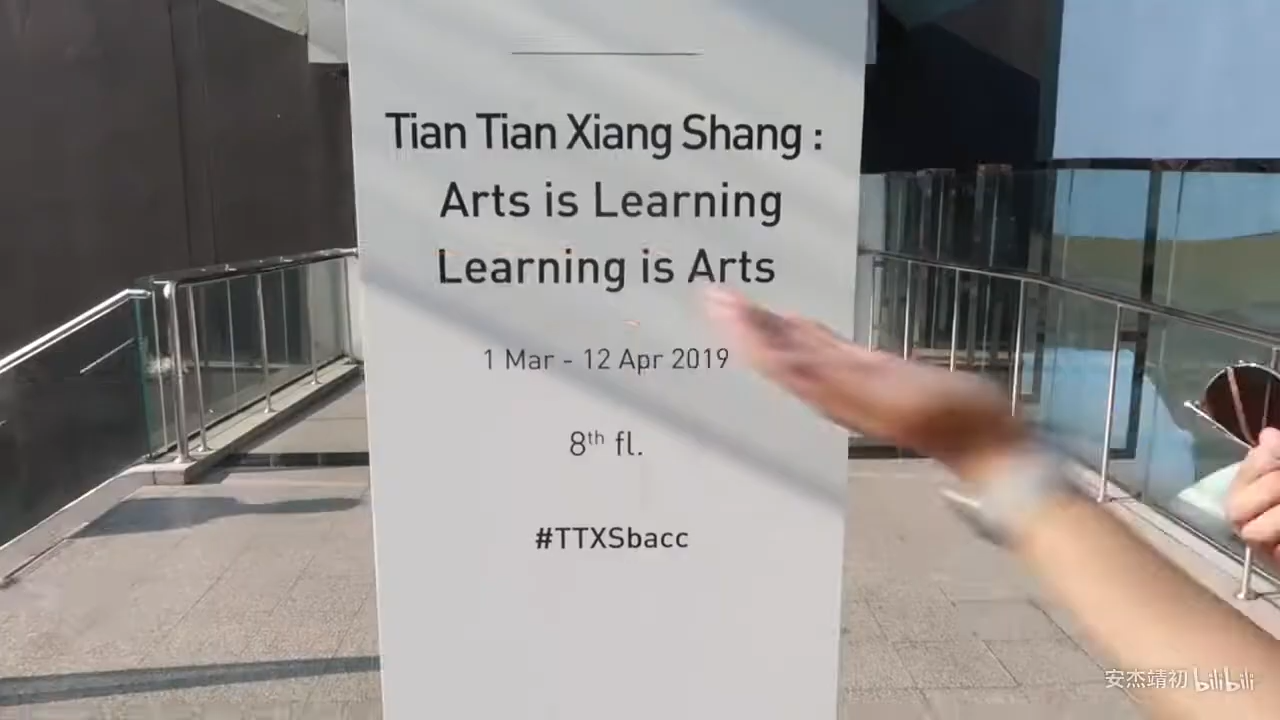 Tian Tian Xiang Shang :
Arts is Learning
Learning is Arts
1 Mar - 12 Apr 2019
8th fl.
#TTXSbacc
安杰靖初 bilibili